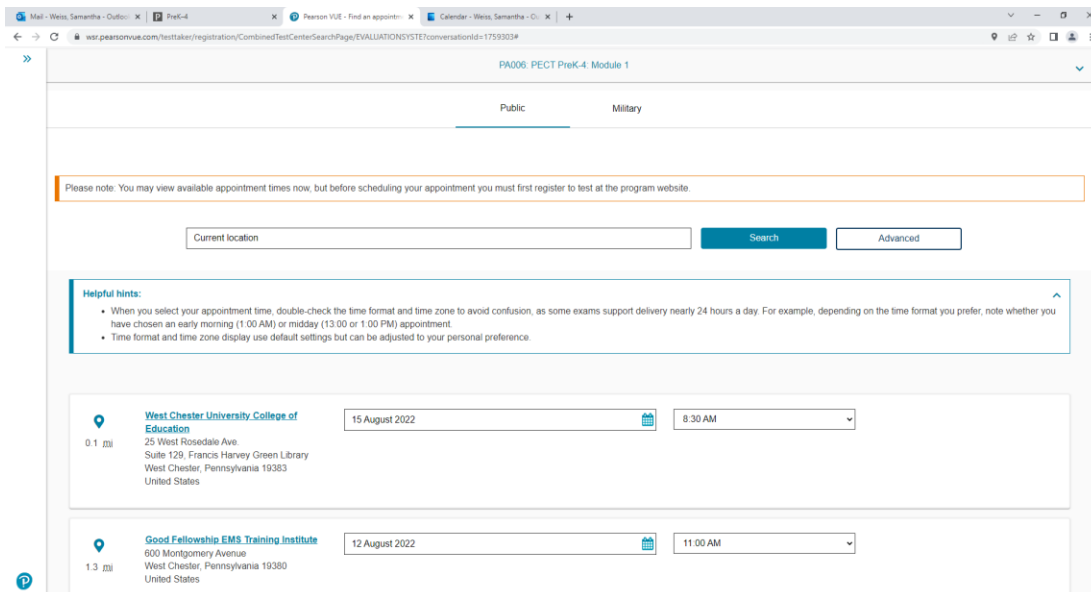 Mail - Weiss, Samantha - Outlook
PreK-4
Pearson VUE - Find an appointm
Calendar - Weiss, Samantha - Ou
wsr.pearsonvue.com/testtaker/registration/CombinedTestCenterSearchPage/EVALUATIONSYSTE?conversationId=1759303#
PA006: PECT PreK-4: Module 1
Public Military
Please note: You may view available appointment times now, but before scheduling your appointment you must first register to test at the program website.
Current location Search Advanced
Helpful hints:
• When you select your appointment time, double-check the time format and time zone to avoid confusion, as some exams support delivery nearly 24 hours a day. For example, depending on the time format you prefer, note whether you
have chosen an early morning (1:00 AM) or midday (13:00 or 1:00 PM) appointment.
• Time format and time zone display use default settings but can be adjusted to your personal preference.
West Chester University College of
Education
0.1 mi
25 West Rosedale Ave.
Suite 129, Francis Harvey Green Library
West Chester, Pennsylvania 19383
United States
15 August 2022 8:30 AM
Good Fellowship EMS Training Institute
1.3 mi
600 Montgomery Avenue
West Chester, Pennsylvania 19380
United States
12 August 2022 11:00 AM